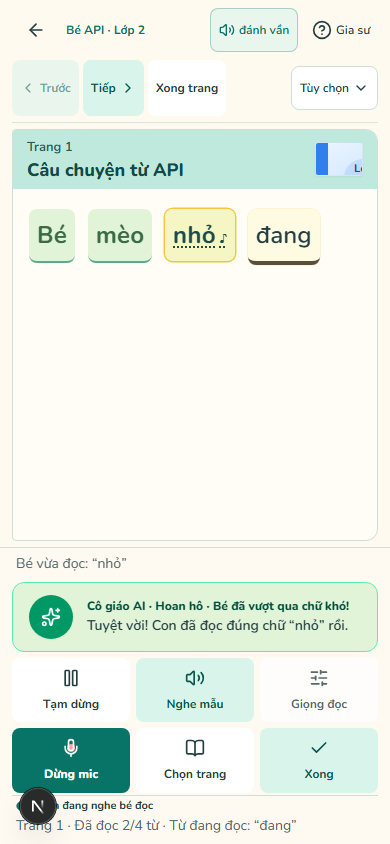 Bé API · Lớp 2
đánh vần
Gia sư
Trước
Tiếp
Xong trang
Tùy chọn
Trang 1
Câu chuyện từ API
Bé mèo nhỏ♪ đang
Bé vừa đọc: “nhỏ”
Cô giáo AI · Hoan hô · Bé đã vượt qua chữ khó!
Tuyệt vời! Con đã đọc đúng chữ “nhỏ” rồi.
Tạm dừng
Nghe mẫu
Giọng đọc
Dừng mic
Chọn trang
Xong
N
đang nghe bé đọc
Trang 1 · Đã đọc 2/4 từ · Từ đang đọc: “đang”